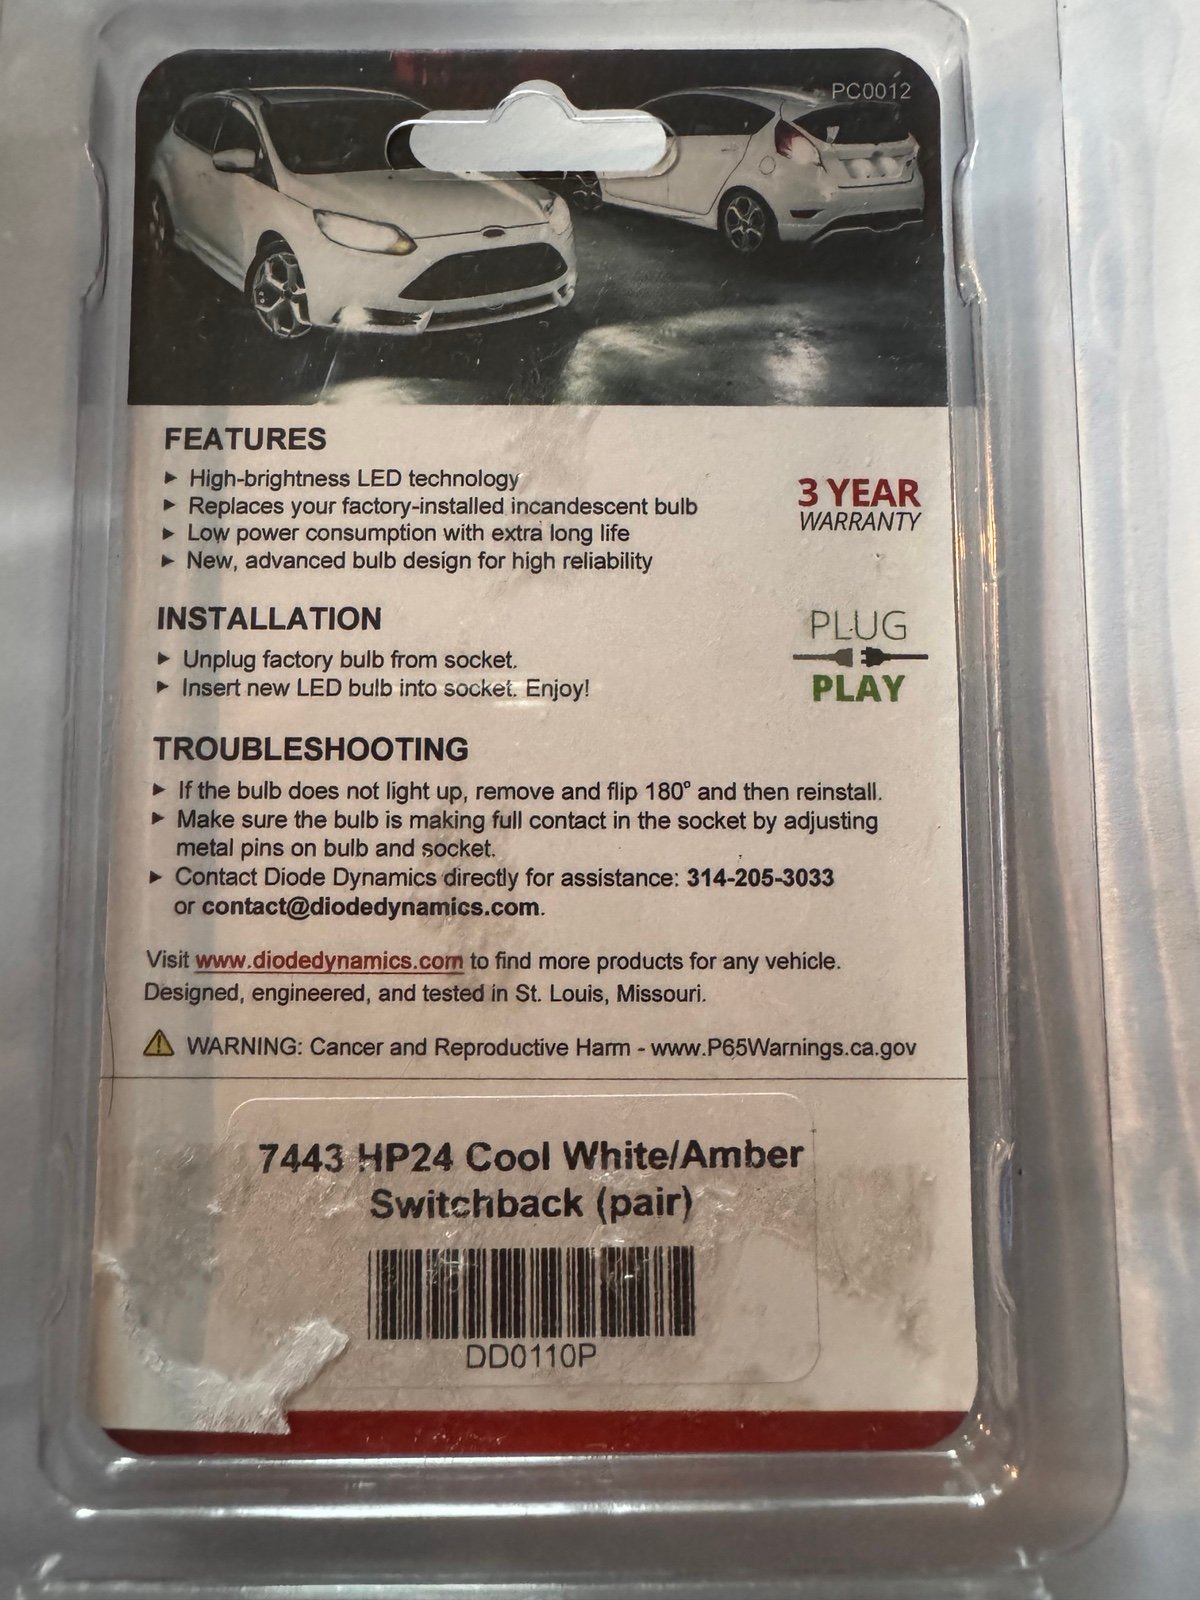 PC0012
FEATURES
► High-brightness LED technology
► Replaces your factory-installed incandescent bulb
► Low power consumption with extra long life
► New, advanced bulb design for high reliability
3 YEAR
WARRANTY
INSTALLATION
► Unplug factory bulb from socket.
► Insert new LED bulb into socket. Enjoy!
PLUG
PLAY
TROUBLESHOOTING
► If the bulb does not light up, remove and flip 180° and then reinstall.
► Make sure the bulb is making full contact in the socket by adjusting
metal pins on bulb and socket.
► Contact Diode Dynamics directly for assistance: 314-205-3033
or contact@diodedynamics.com.
Visit www.diodedynamics.com to find more products for any vehicle.
Designed, engineered, and tested in St. Louis, Missouri.
WARNING: Cancer and Reproductive Harm - www.P65Warnings.ca.gov
7443 HP24 Cool White/Amber
Switchback (pair)
DD0110P